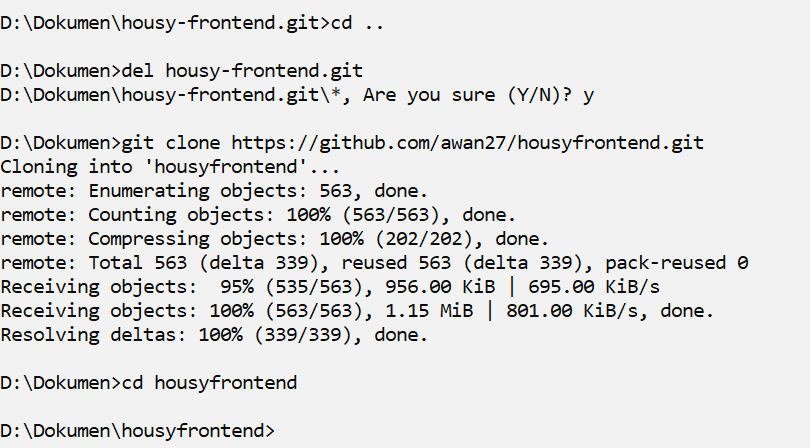 D:\Dokumen\housy-frontend.git>cd ..
D:\Dokumen>del housy-frontend.git
D:\Dokumen\housy-frontend.git\*, Are you sure (Y/N)? y
D:\Dokumen>git clone https://github.com/awan27/housyfrontend.git
Cloning into 'housyfrontend'...
remote: Enumerating objects: 563, done.
remote: Counting objects: 100% (563/563), done.
remote: Compressing objects: 100% (202/202), done.
remote: Total 563 (delta 339), reused 563 (delta 339), pack-reused 0
Receiving objects:  95% (535/563), 956.00 KiB | 695.00 KiB/s
Receiving objects: 100% (563/563), 1.15 MiB | 801.00 KiB/s, done.
Resolving deltas: 100% (339/339), done.
D:\Dokumen>cd housyfrontend
D:\Dokumen\housyfrontend>